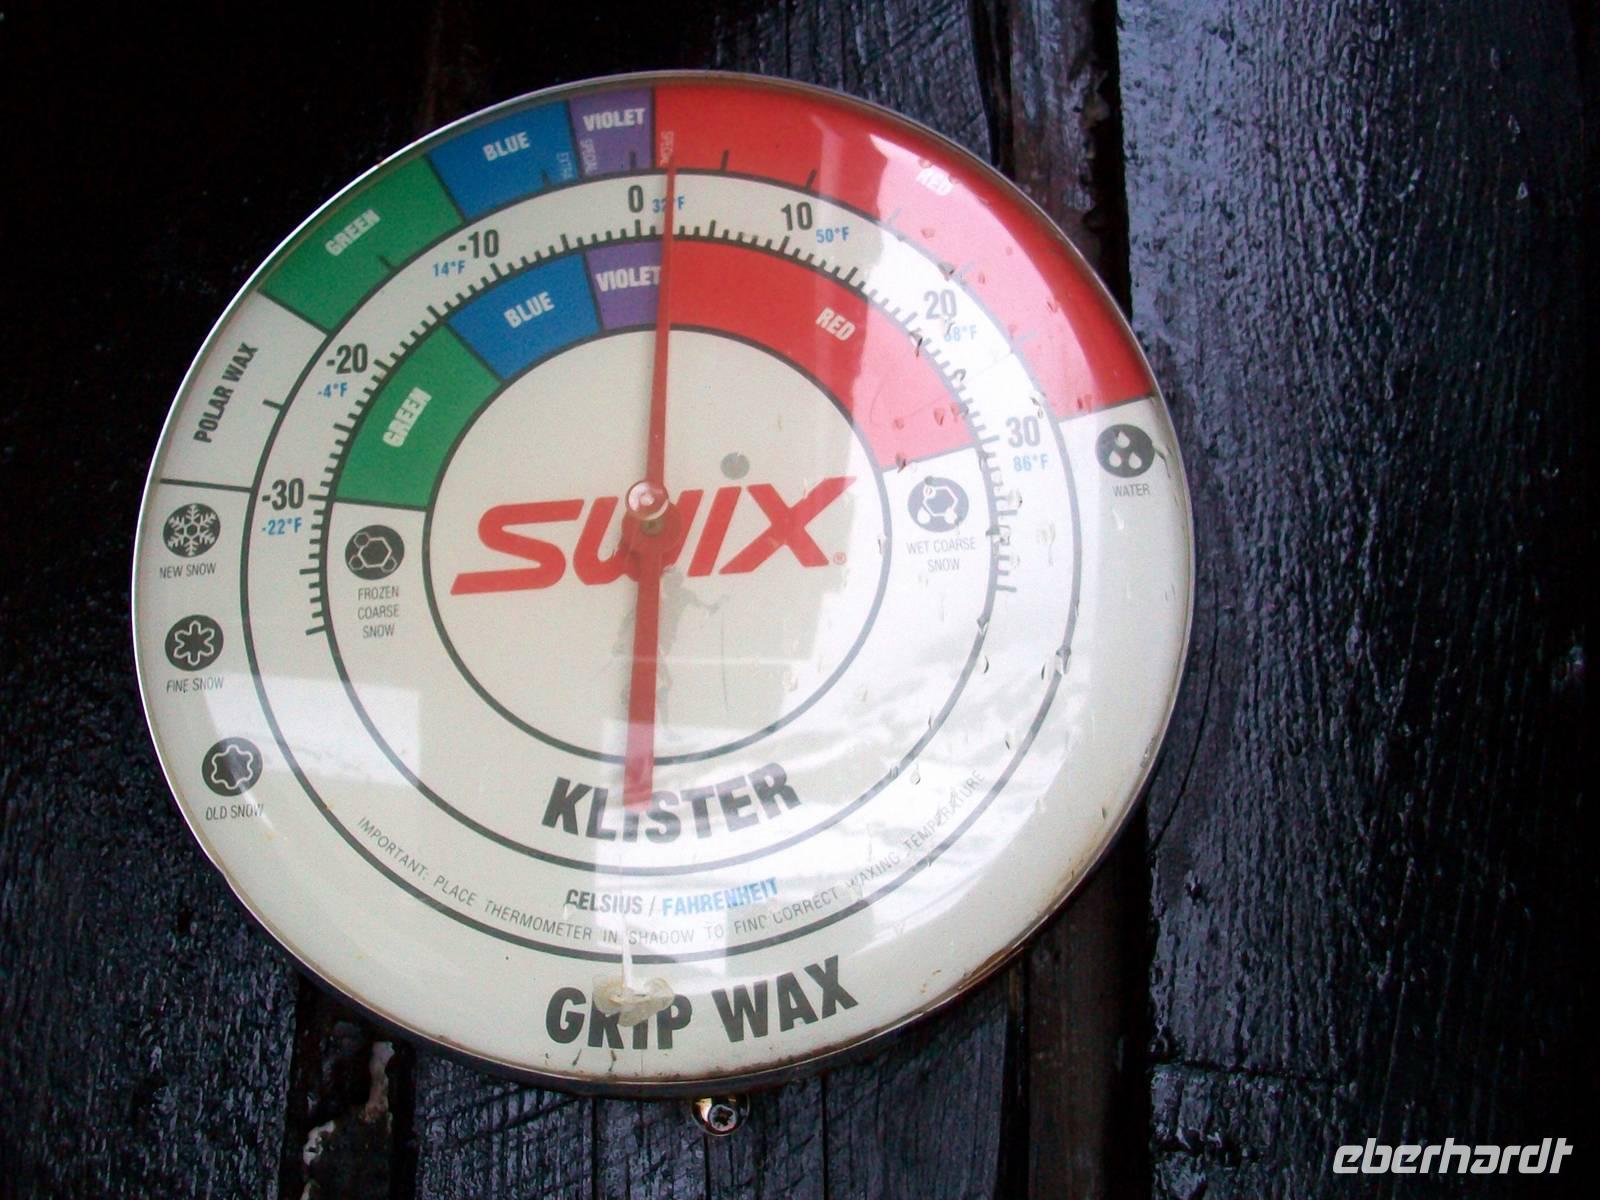 VIOLET
BLUE
EXTRA
SPECIAL
SPECIAL
RED
GREEN
POLAR WAX
-30
-22°F
-20
-4°F
-10
14°F
0
32°F
10
50°F
20
68°F
30
86°F
GREEN
BLUE
VIOLET
RED
SWIX®
NEW SNOW
FINE SNOW
OLD SNOW
FROZEN
COARSE
SNOW
WET COARSE
SNOW
WATER
KLISTER
CELSIUS / FAHRENHEIT
IMPORTANT: PLACE THERMOMETER IN SHADOW TO FIND CORRECT WAXING TEMPERATURE
GRIP WAX
eberhardt